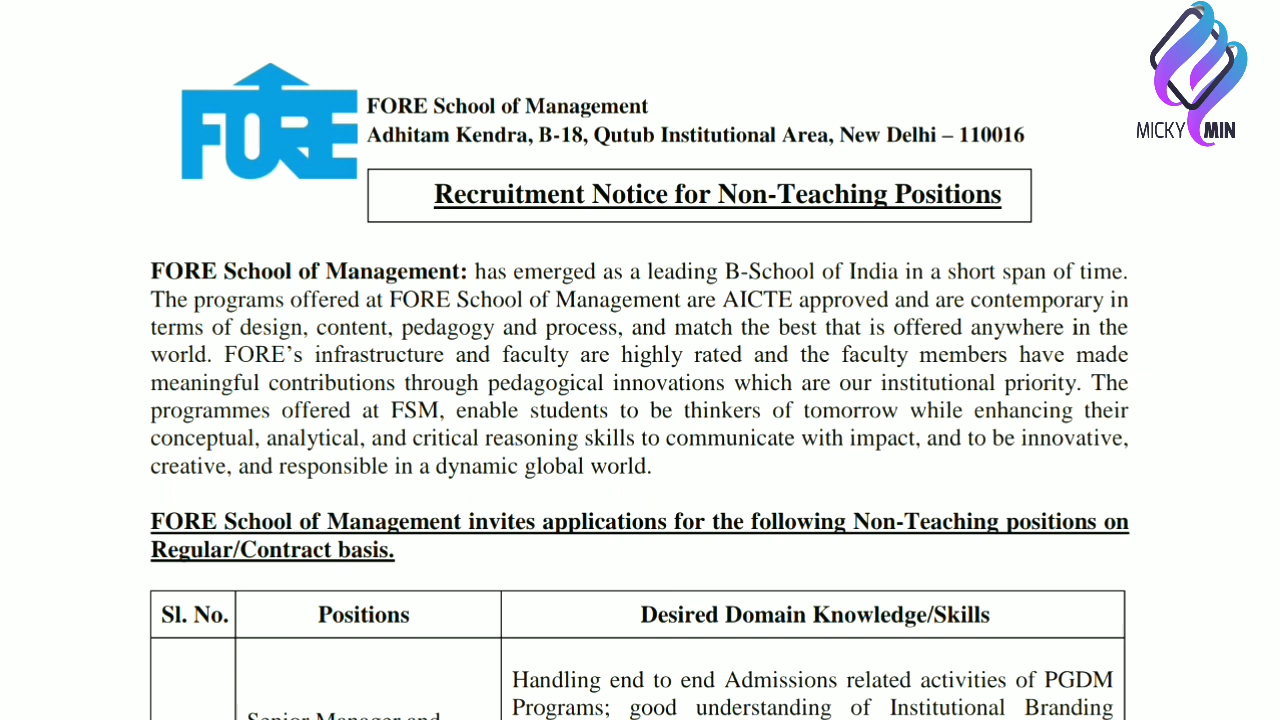 FORE
FORE School of Management
Adhitam Kendra, B-18, Qutub Institutional Area, New Delhi – 110016
MICKY MIN
Recruitment Notice for Non-Teaching Positions
FORE School of Management: has emerged as a leading B-School of India in a short span of time.
The programs offered at FORE School of Management are AICTE approved and are contemporary in
terms of design, content, pedagogy and process, and match the best that is offered anywhere in the
world. FORE’s infrastructure and faculty are highly rated and the faculty members have made
meaningful contributions through pedagogical innovations which are our institutional priority. The
programmes offered at FSM, enable students to be thinkers of tomorrow while enhancing their
conceptual, analytical, and critical reasoning skills to communicate with impact, and to be innovative,
creative, and responsible in a dynamic global world.
FORE School of Management invites applications for the following Non-Teaching positions on
Regular/Contract basis.
Sl. No. Positions Desired Domain Knowledge/Skills
Handling end to end Admissions related activities of PGDM
Programs; good understanding of Institutional Branding
Senior Manager and